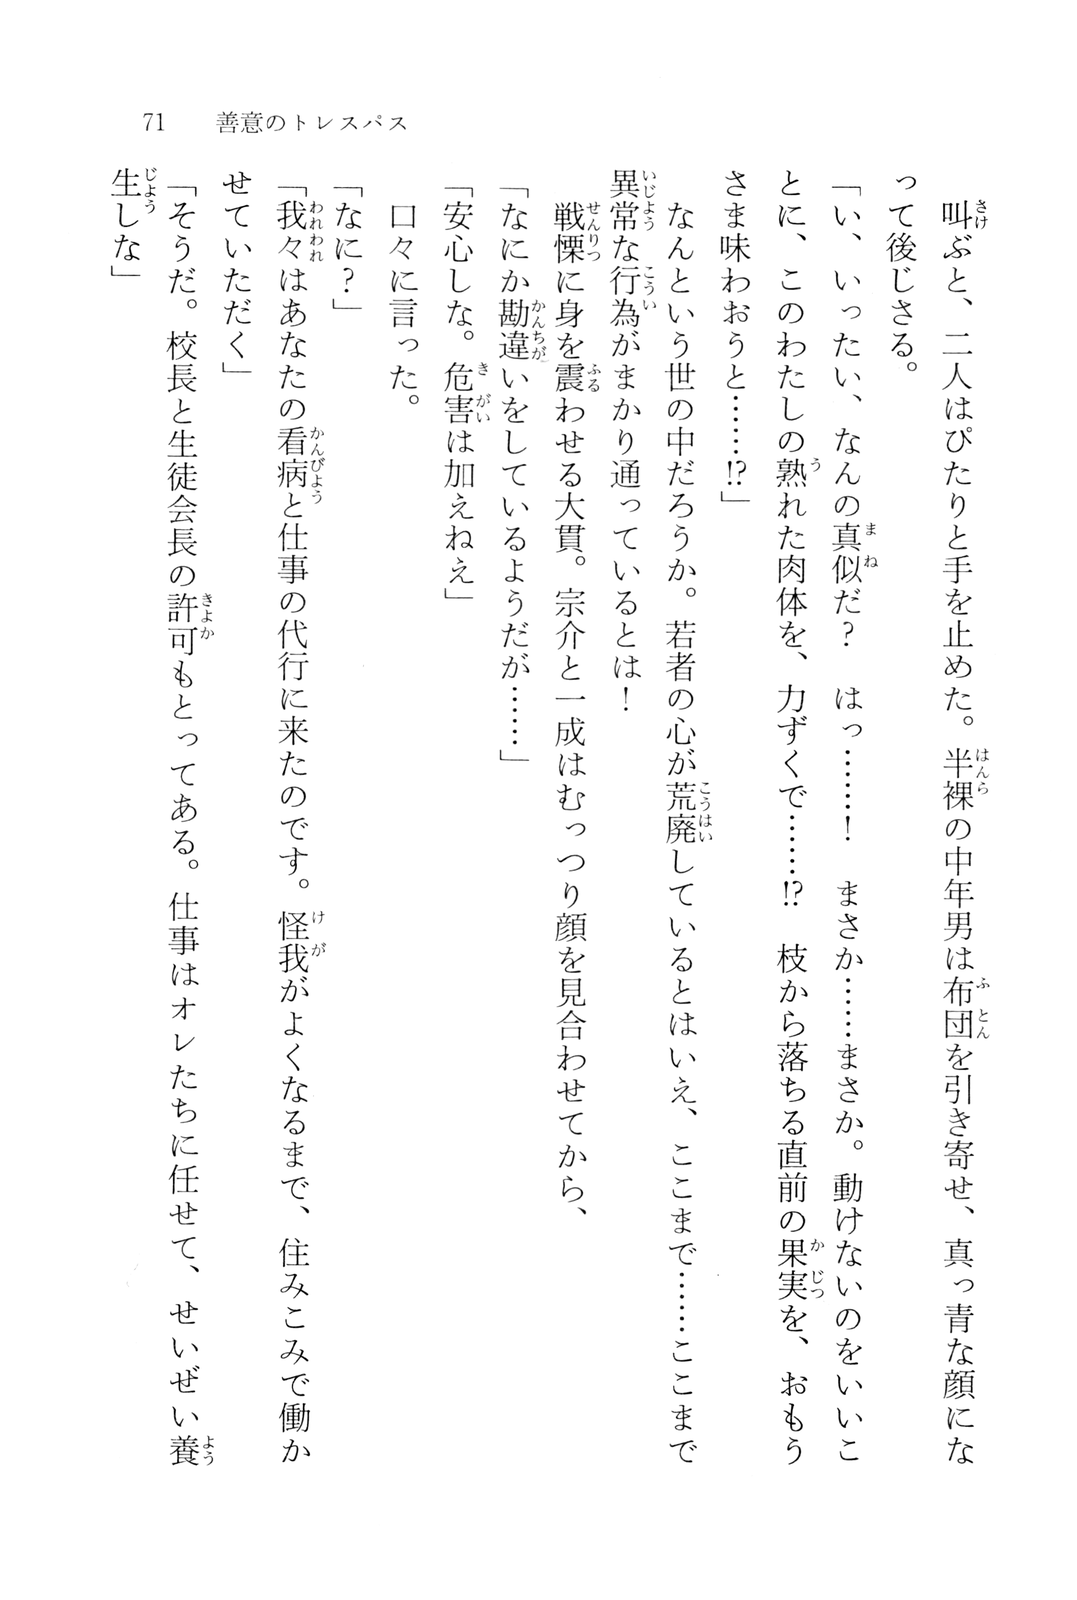 71　善意のトレスパス
　叫ぶと、二人はぴたりと手を止めた。半裸の中年男は布団を引き寄せ、真っ青な顔にな
って後じさる。
「い、いったい、なんの真似だ？　はっ……！　まさか……まさか。動けないのをいいこ
とに、このわたしの熟れた肉体を、力ずくで……!?　枝から落ちる直前の果実を、おもう
さま味わおうと……!?」
　なんという世の中だろうか。若者の心が荒廃しているとはいえ、ここまで……ここまで
異常な行為がまかり通っているとは！
　戦慄に身を震わせる大貫。宗介と一成はむっつり顔を見合わせてから、
「なにか勘違いをしているようだが……」
「安心しな。危害は加えねえ」
　口々に言った。
「なに？」
「我々はあなたの看病と仕事の代行に来たのです。怪我がよくなるまで、住みこみで働か
せていただく」
「そうだ。校長と生徒会長の許可もとってある。仕事はオレたちに任せて、せいぜい養
生しな」